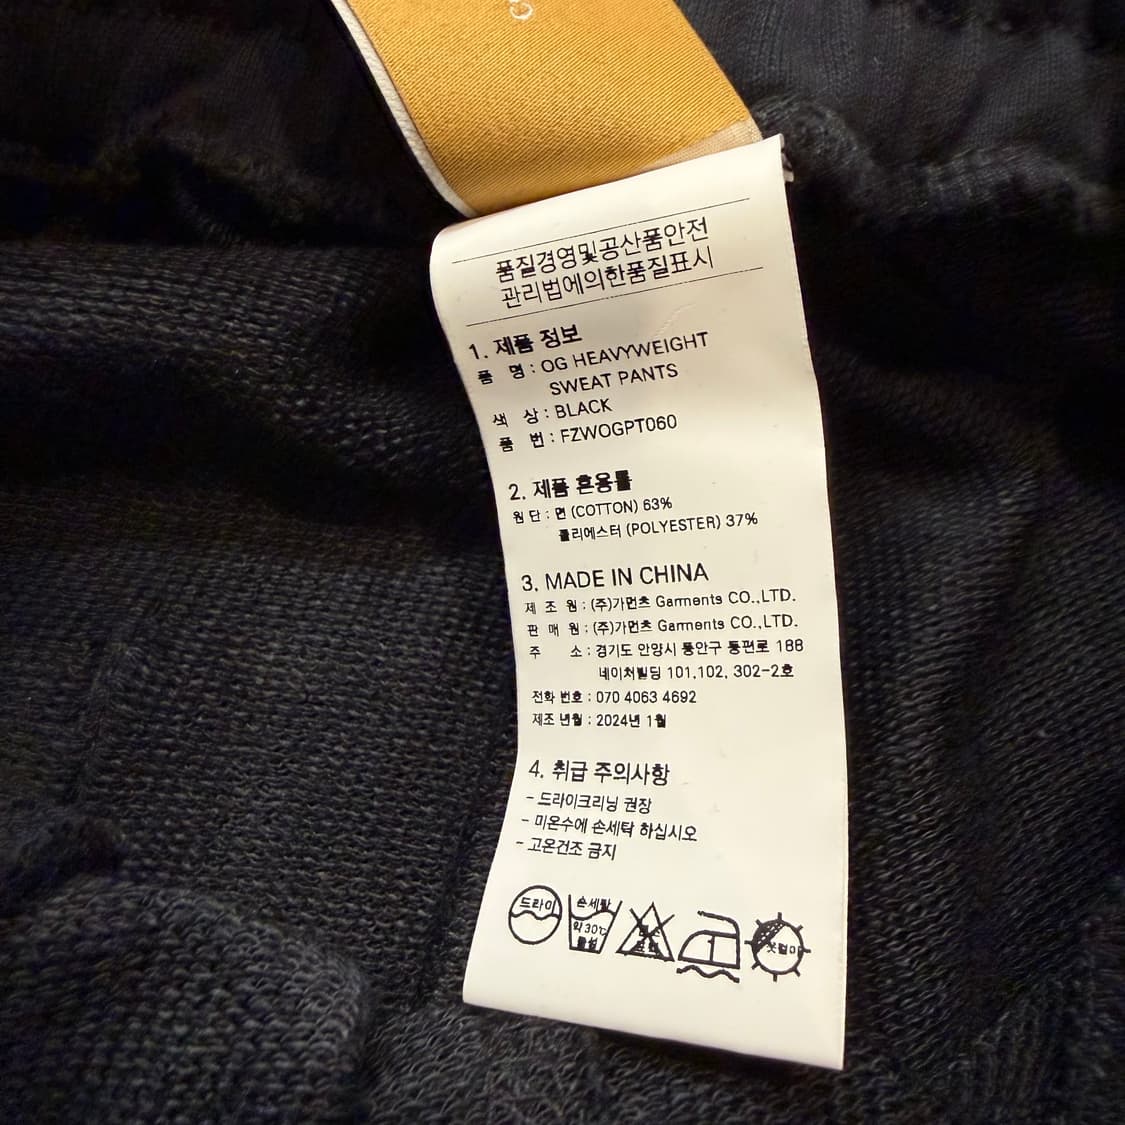 품질경영및공산품안전
관리법에의한품질표시
1. 제품 정보
품 명 : OG HEAVYWEIGHT
SWEAT PANTS
색 상 : BLACK
품 번 : FZWOGPT060
2. 제품 혼용률
원단 : 면 (COTTON) 63%
폴리에스터 (POLYESTER) 37%
3. MADE IN CHINA
제 조 원 : (주)가먼츠 Garments CO.,LTD.
판 매 원 : (주)가먼츠 Garments CO.,LTD.
주 소 : 경기도 안양시 동안구 동편로 188
네이처빌딩 101,102, 302-2호
전화 번호 : 070 4063 4692
제조 년월 : 2024년 1월
4. 취급 주의사항
- 드라이크리닝 권장
- 미온수에 손세탁 하십시오
- 고온건조 금지
드라이
손세탁
약 30℃
중성
1